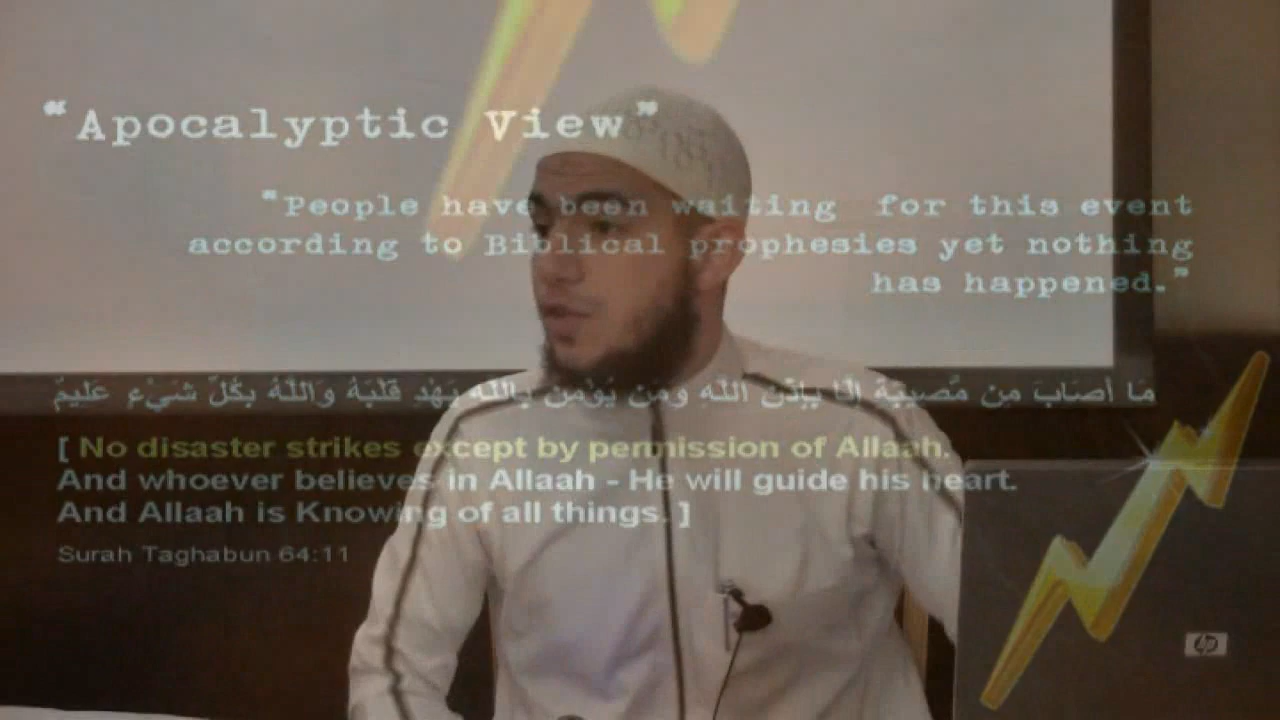 “Apocalyptic View”
“People have been waiting for this event
according to Biblical prophesies yet nothing
has happened.”
مَا أَصَابَ مِن مُّصِيبَةٍ إِلَّا بِإِذْنِ اللَّهِ وَمَن يُؤْمِن بِاللَّهِ يَهْدِ قَلْبَهُ وَاللَّهُ بِكُلِّ شَيْءٍ عَلِيمٌ
[ No disaster strikes except by permission of Allaah.
And whoever believes in Allaah - He will guide his heart.
And Allaah is Knowing of all things. ]
Surah Taghabun 64:11
hp